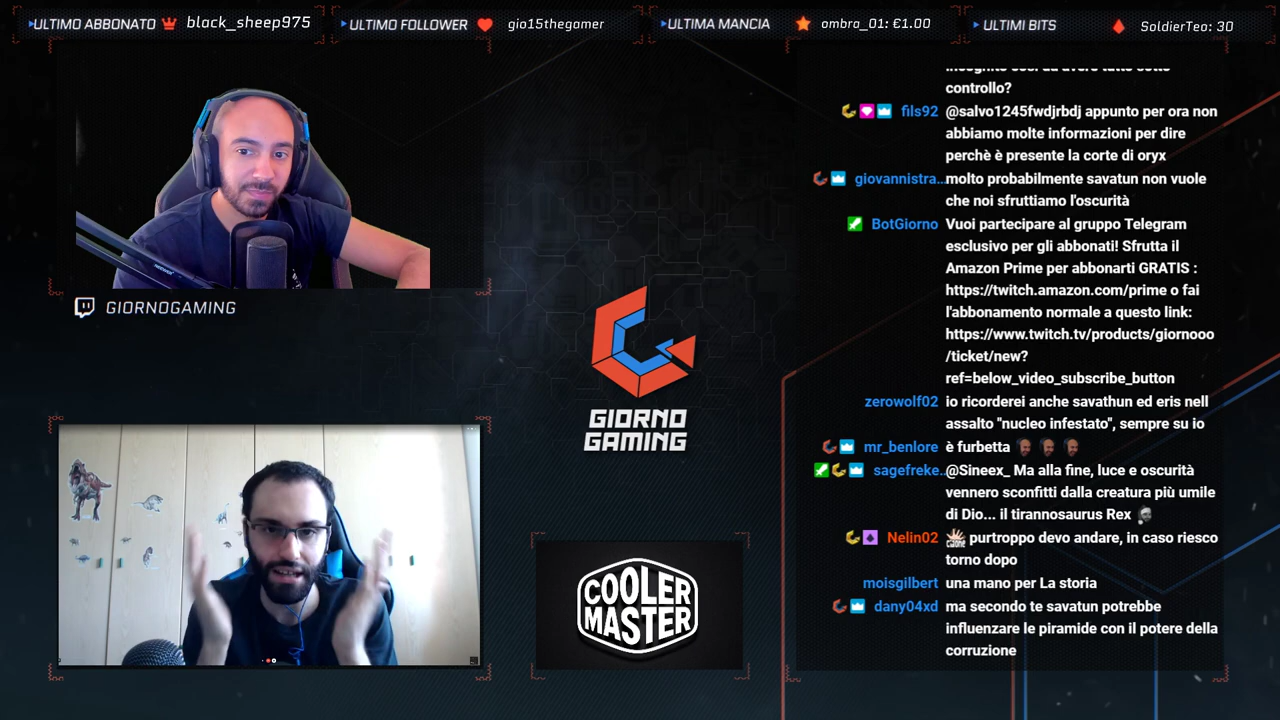 ULTIMO ABBONATO black_sheep975 ULTIMO FOLLOWER gio15thegamer ULTIMA MANCIA ombra_01: €1.00 ULTIMI BITS SoldierTea: 30
GIORNOGAMING
GIORNO
GAMING
COOLER
MASTER
controllo?
fils92 @salvo1245fwdjrbdj appunto per ora non
abbiamo molte informazioni per dire
perchè è presente la corte di oryx
giovannistra... molto probabilmente savatun non vuole
che noi sfruttiamo l'oscurità
BotGiorno Vuoi partecipare al gruppo Telegram
esclusivo per gli abbonati! Sfrutta il
Amazon Prime per abbonarti GRATIS :
https://twitch.amazon.com/prime o fai
l'abbonamento normale a questo link:
https://www.twitch.tv/products/giornooo
/ticket/new?
ref=below_video_subscribe_button
zerowolf02 io ricorderei anche savathun ed eris nell
assalto "nucleo infestato", sempre su io
mr_benlore è furbetta
sagefreke... @Sineex_ Ma alla fine, luce e oscurità
vennero sconfitti dalla creatura più umile
di Dio... il tirannosaurus Rex
Nelin02 purtroppo devo andare, in caso riesco
torno dopo
moisgilbert una mano per La storia
dany04xd ma secondo te savatun potrebbe
influenzare le piramide con il potere della
corruzione